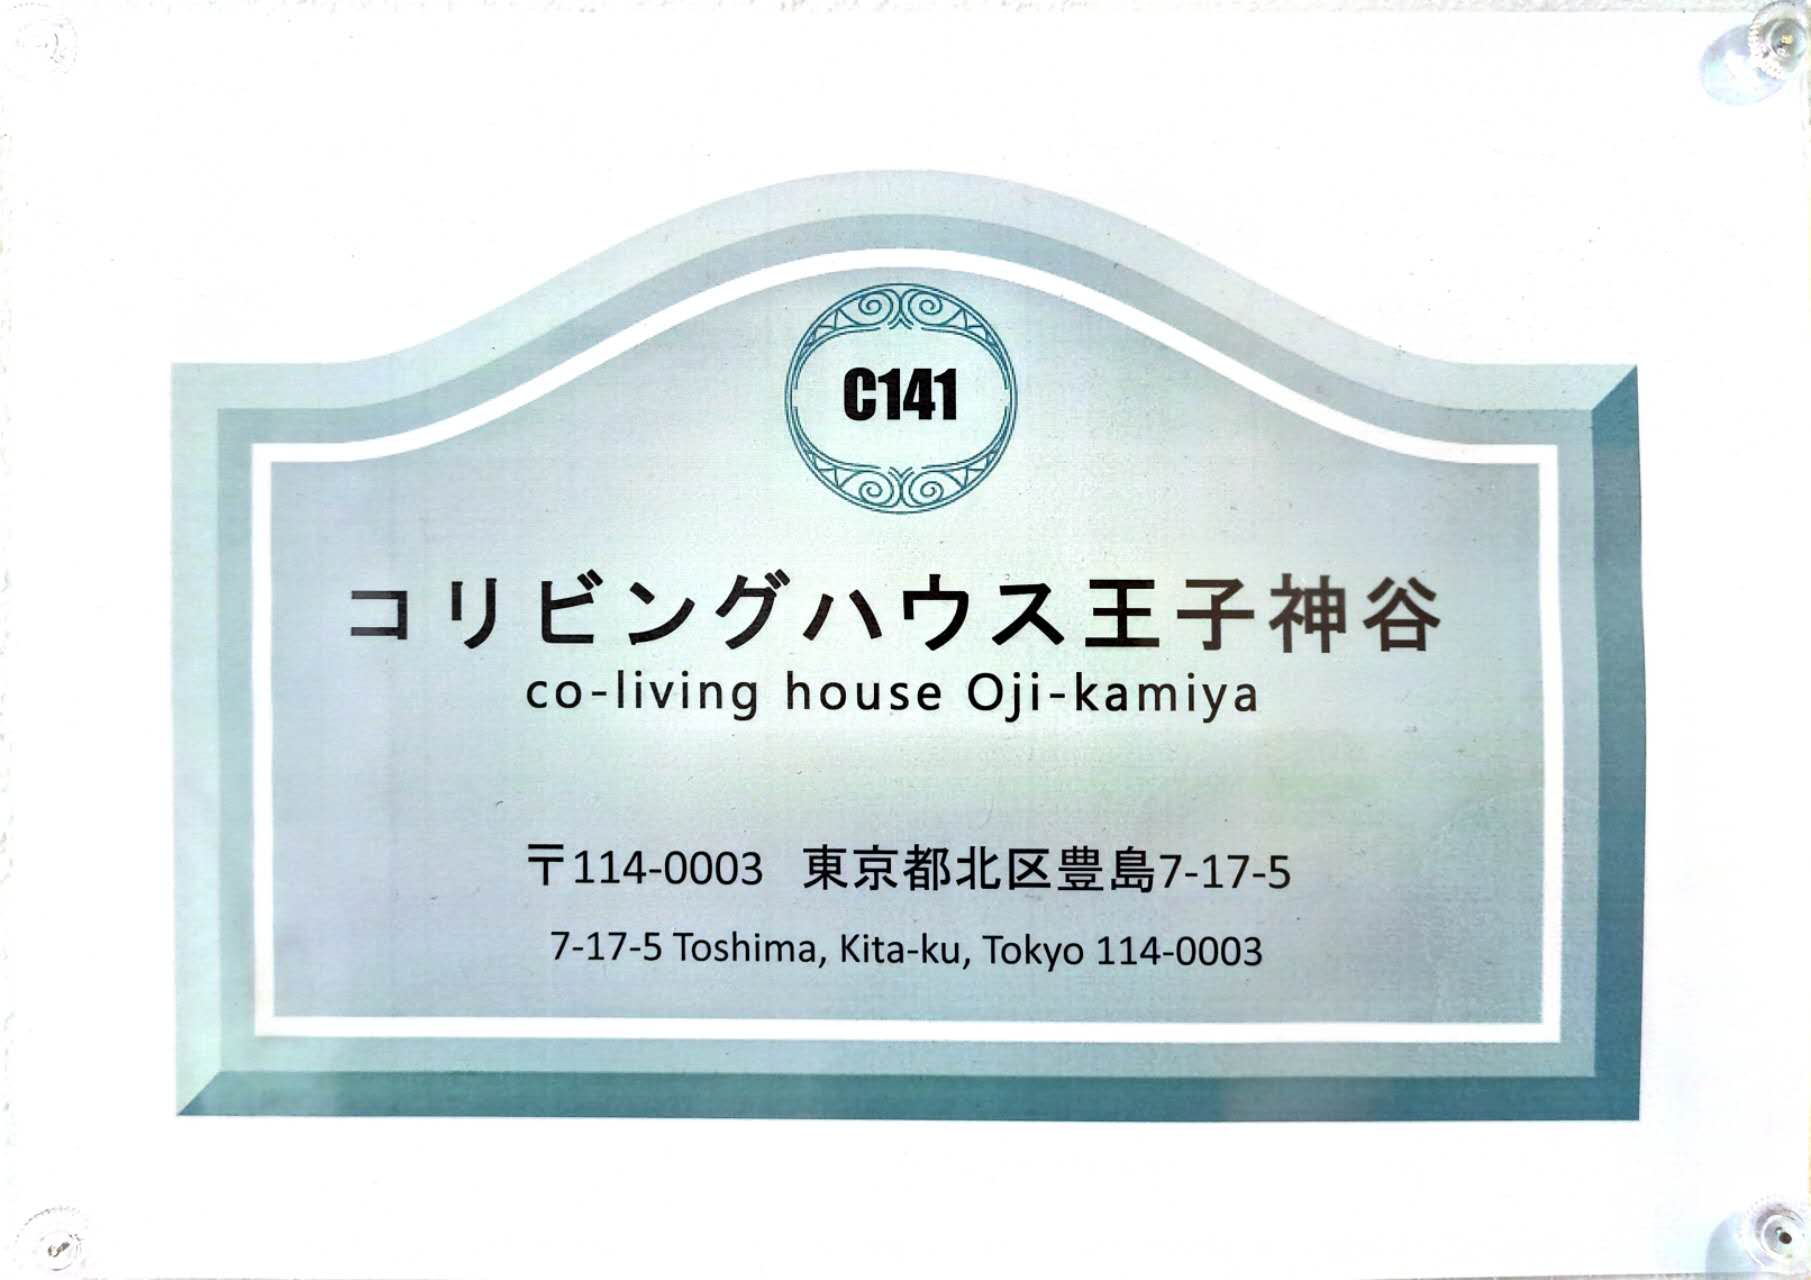 C141
コリビングハウス王子神谷
co-living house Oji-kamiya
〒114-0003 東京都北区豊島7-17-5
7-17-5 Toshima, Kita-ku, Tokyo 114-0003